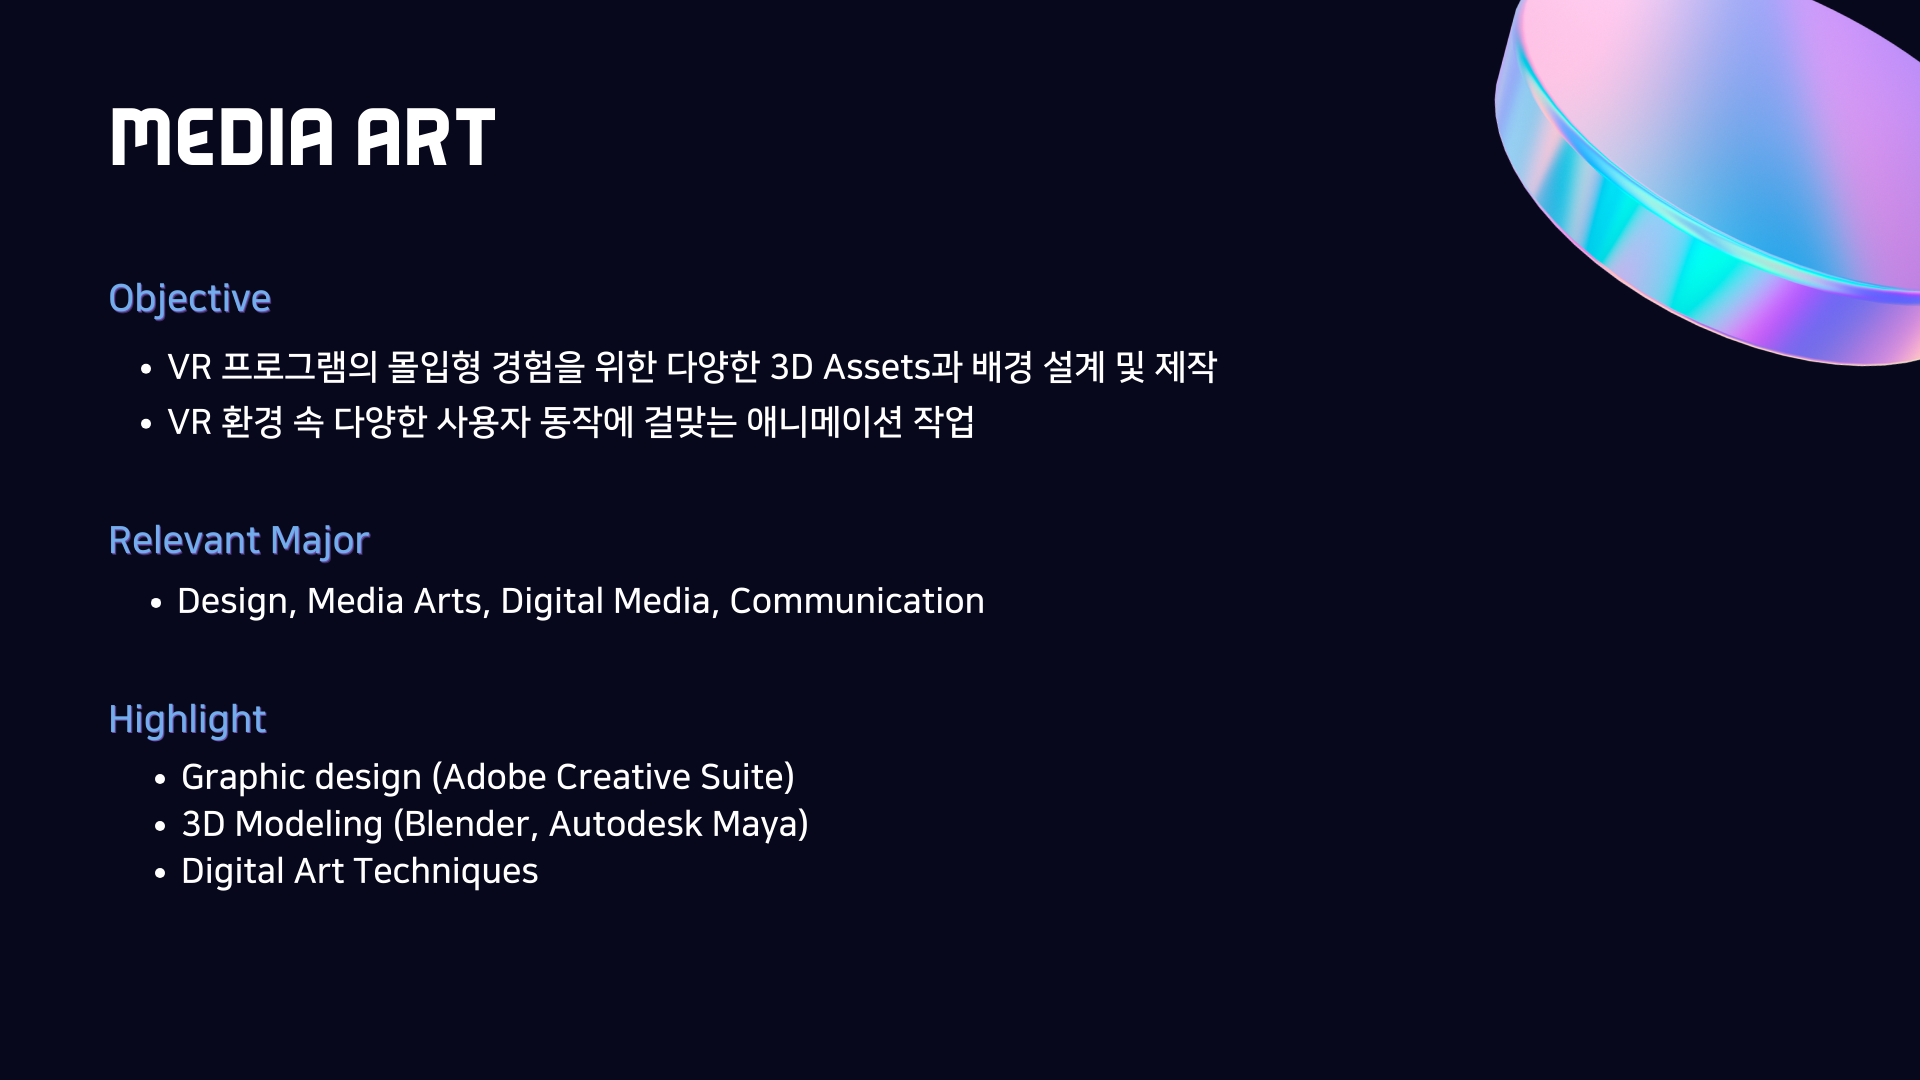 MEDIA ART
Objective
• VR 프로그램의 몰입형 경험을 위한 다양한 3D Assets과 배경 설계 및 제작
• VR 환경 속 다양한 사용자 동작에 걸맞는 애니메이션 작업
Relevant Major
• Design, Media Arts, Digital Media, Communication
Highlight
• Graphic design (Adobe Creative Suite)
• 3D Modeling (Blender, Autodesk Maya)
• Digital Art Techniques